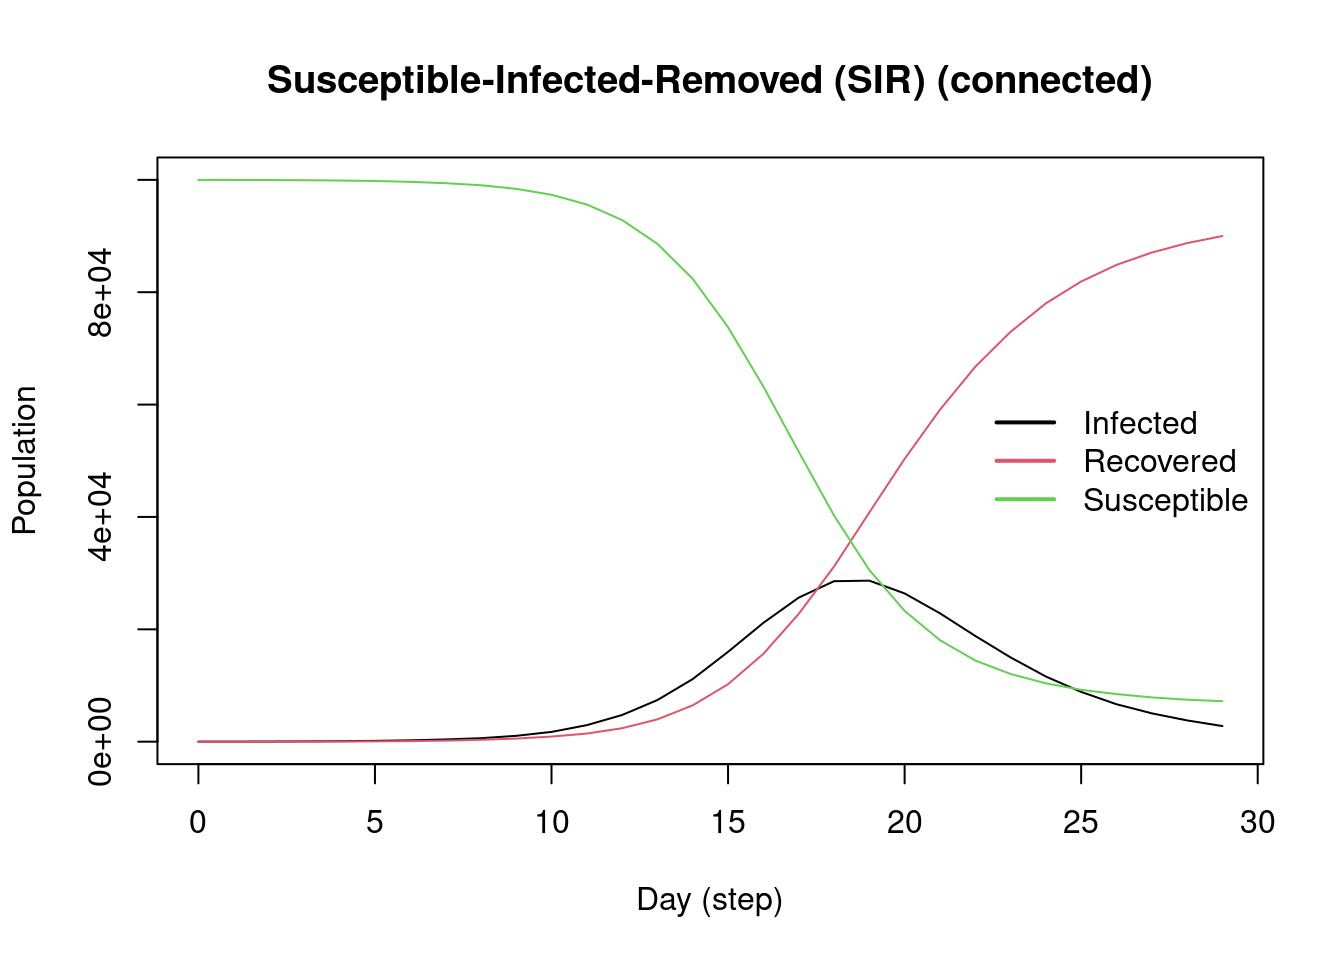 Susceptible-Infected-Removed (SIR) (connected)
Population
8e+04
4e+04
0e+00
Infected
Recovered
Susceptible
0 5 10 15 20 25 30
Day (step)